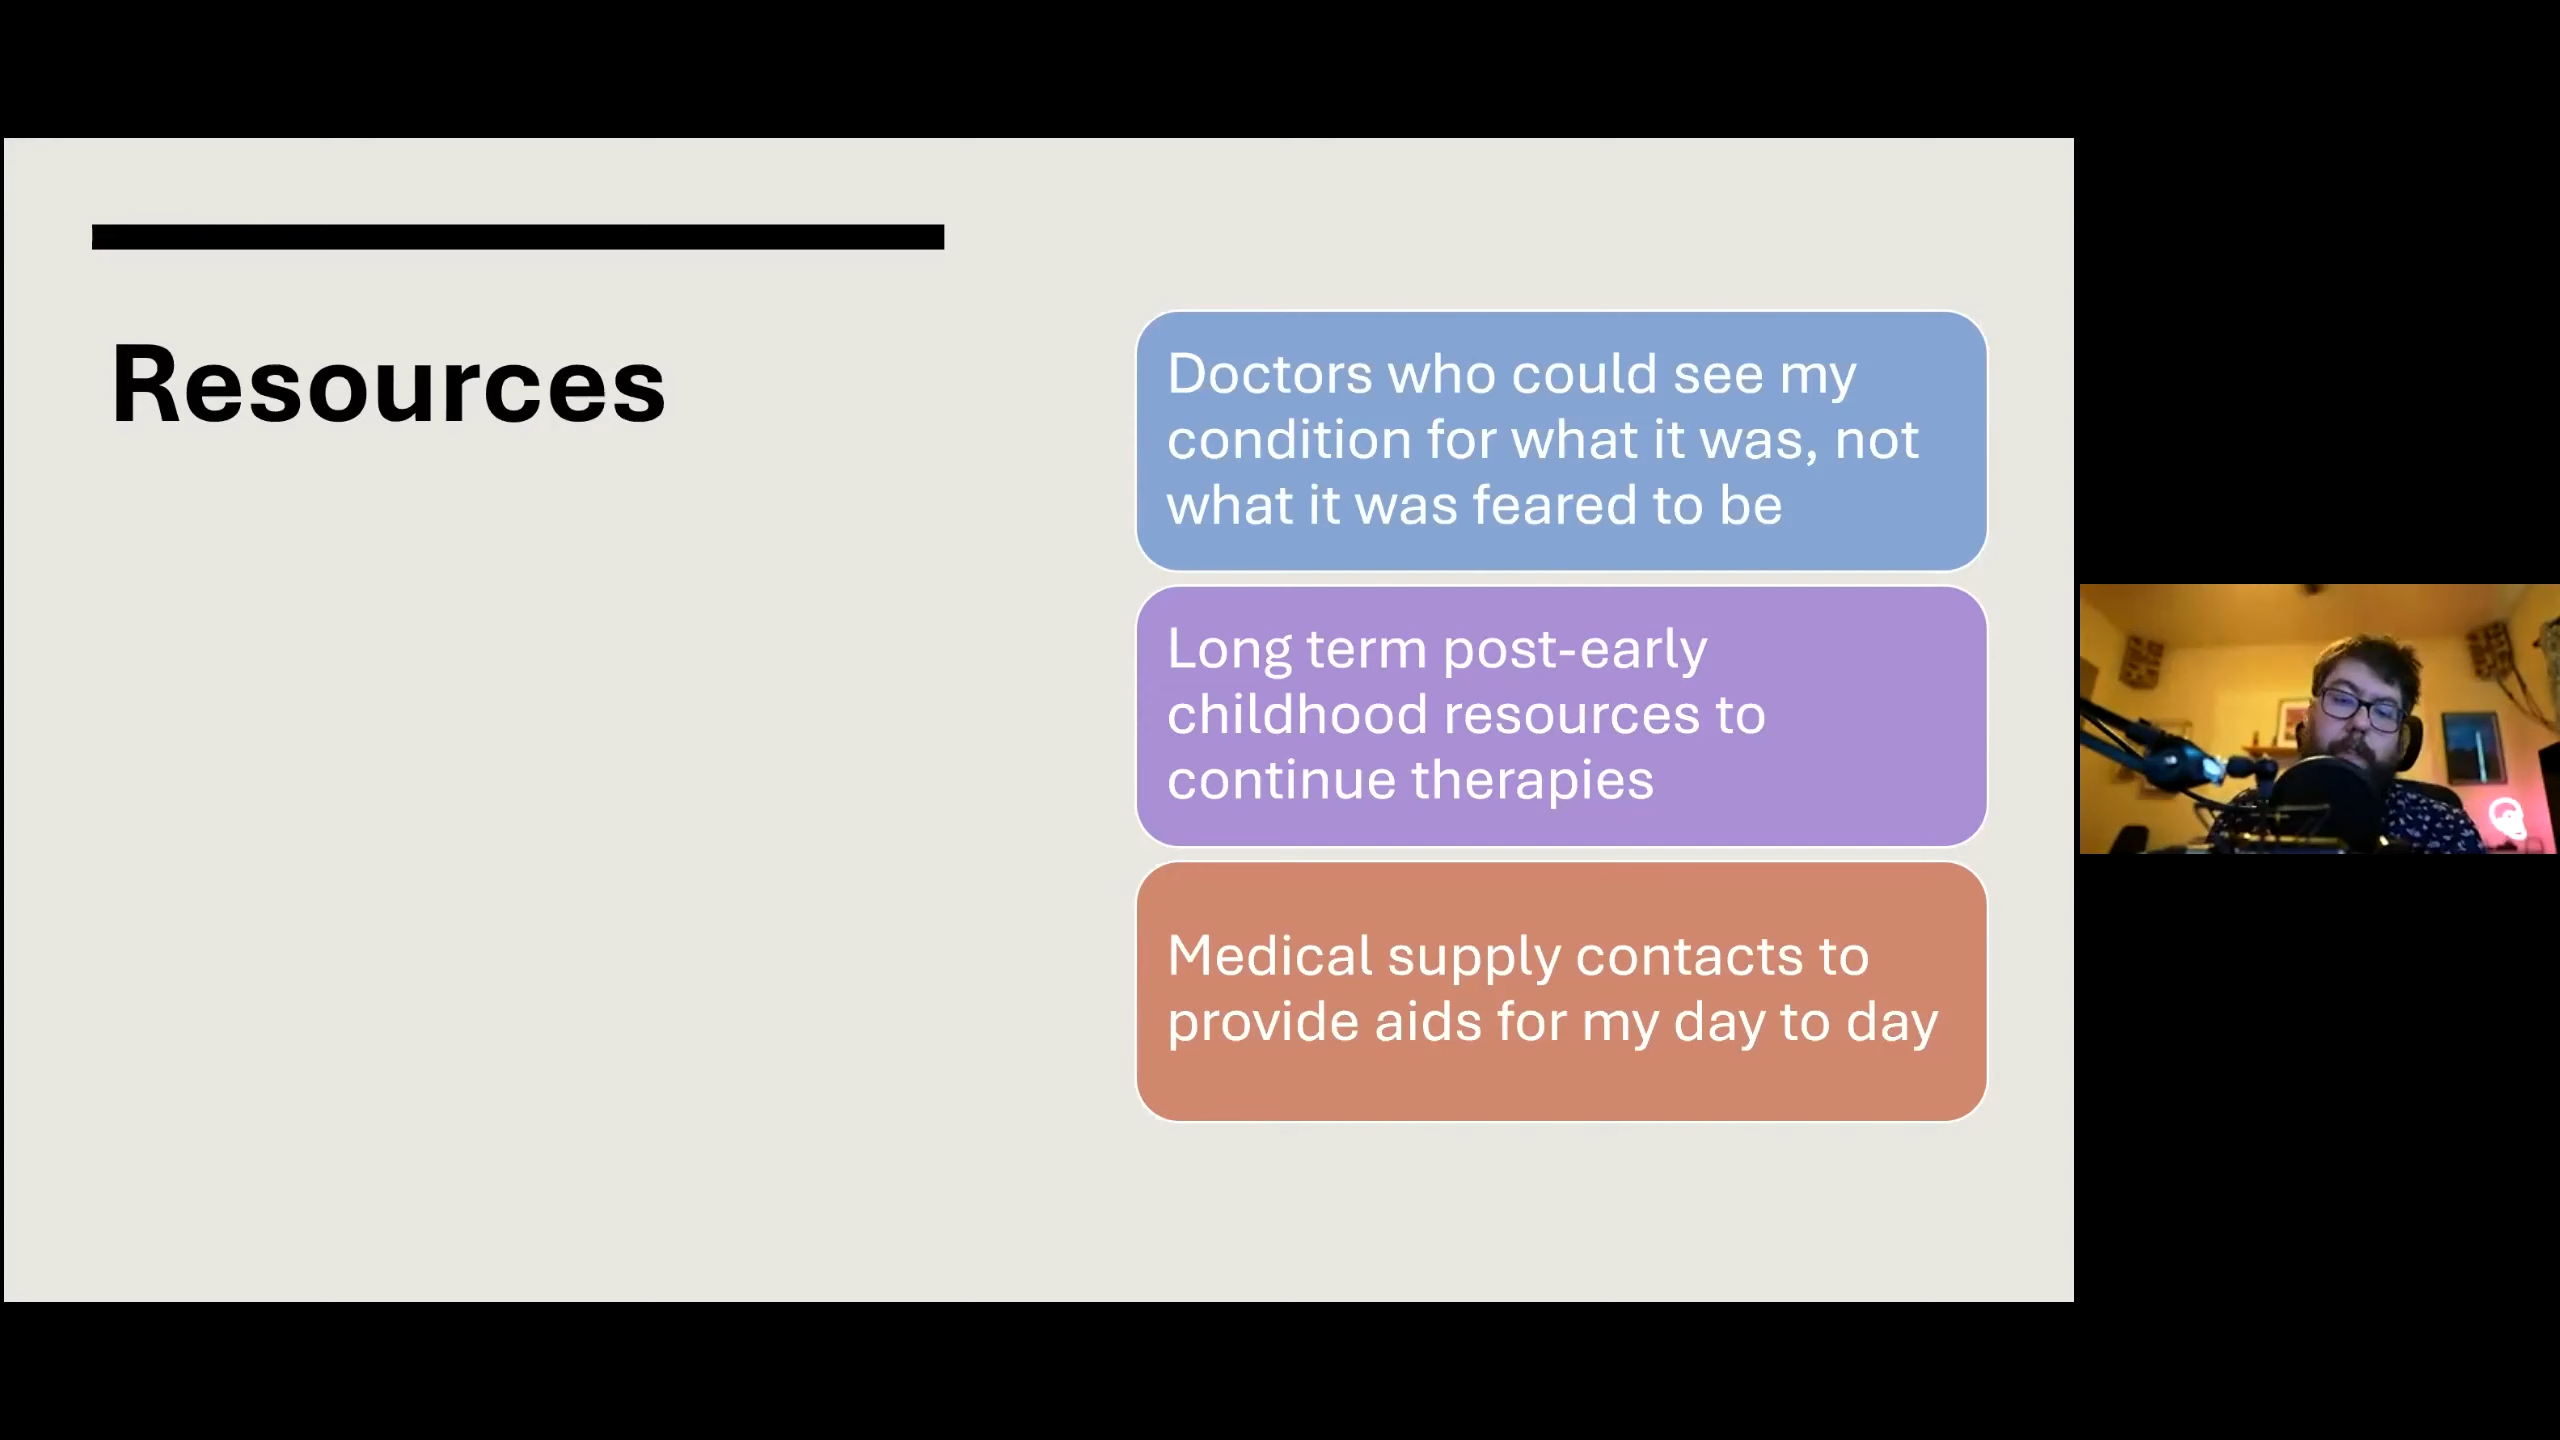 Resources
Doctors who could see my
condition for what it was, not
what it was feared to be
Long term post-early
childhood resources to
continue therapies
Medical supply contacts to
provide aids for my day to day